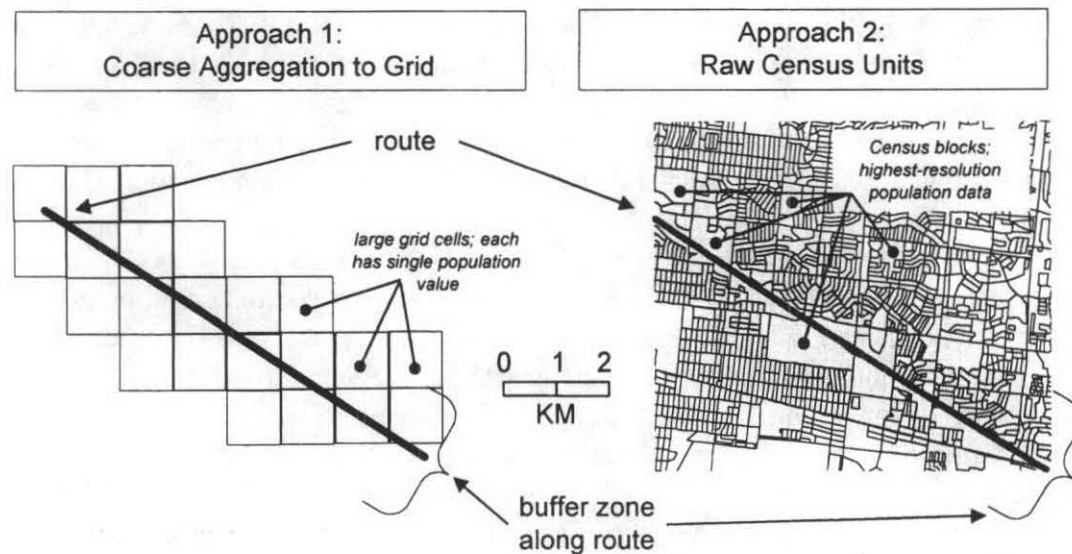 Approach 1:
Coarse Aggregation to Grid
Approach 2:
Raw Census Units
route
Census blocks;
highest-resolution
population data
large grid cells; each
has single population
value
0 1 2
KM
buffer zone
along route